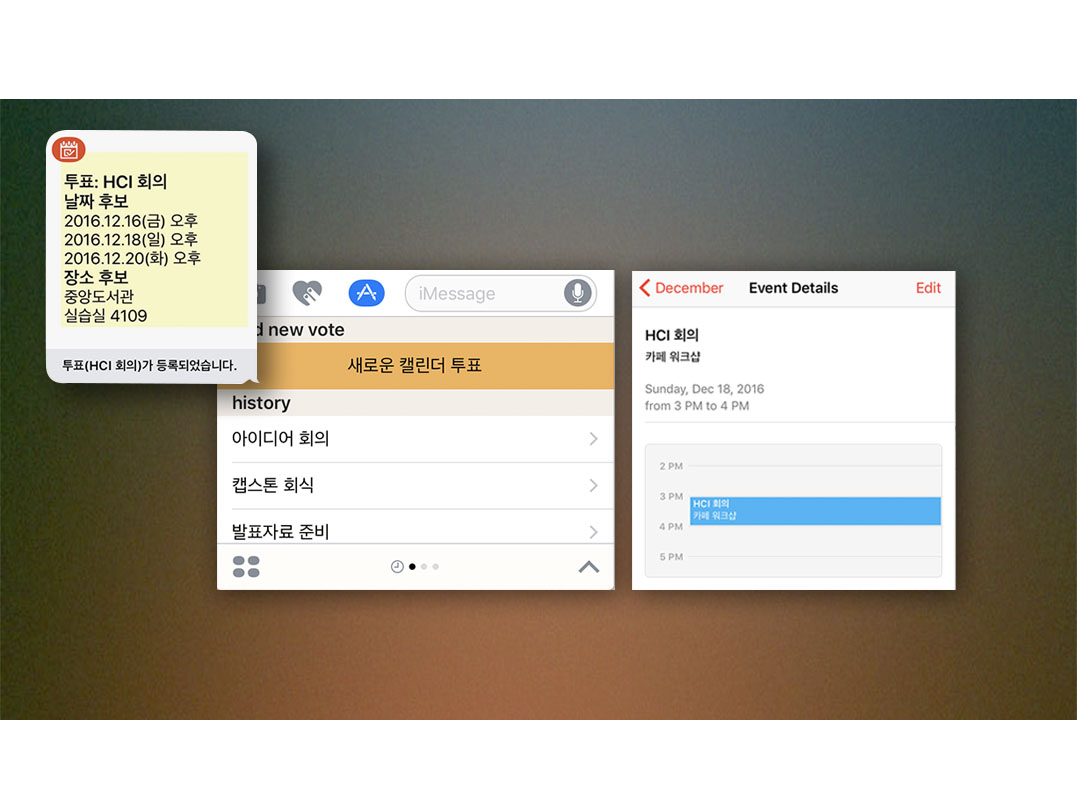 투표: HCI 회의
날짜 후보
2016.12.16(금) 오후
2016.12.18(일) 오후
2016.12.20(화) 오후
장소 후보
중앙도서관
실습실 4109
투표(HCI 회의)가 등록되었습니다.
iMessage
d new vote
새로운 캘린더 투표
history
아이디어 회의
캡스톤 회식
발표자료 준비
December Event Details Edit
HCI 회의
카페 워크샵
Sunday, Dec 18, 2016
from 3 PM to 4 PM
2 PM
3 PM
HCI 회의
카페 워크샵
4 PM
5 PM